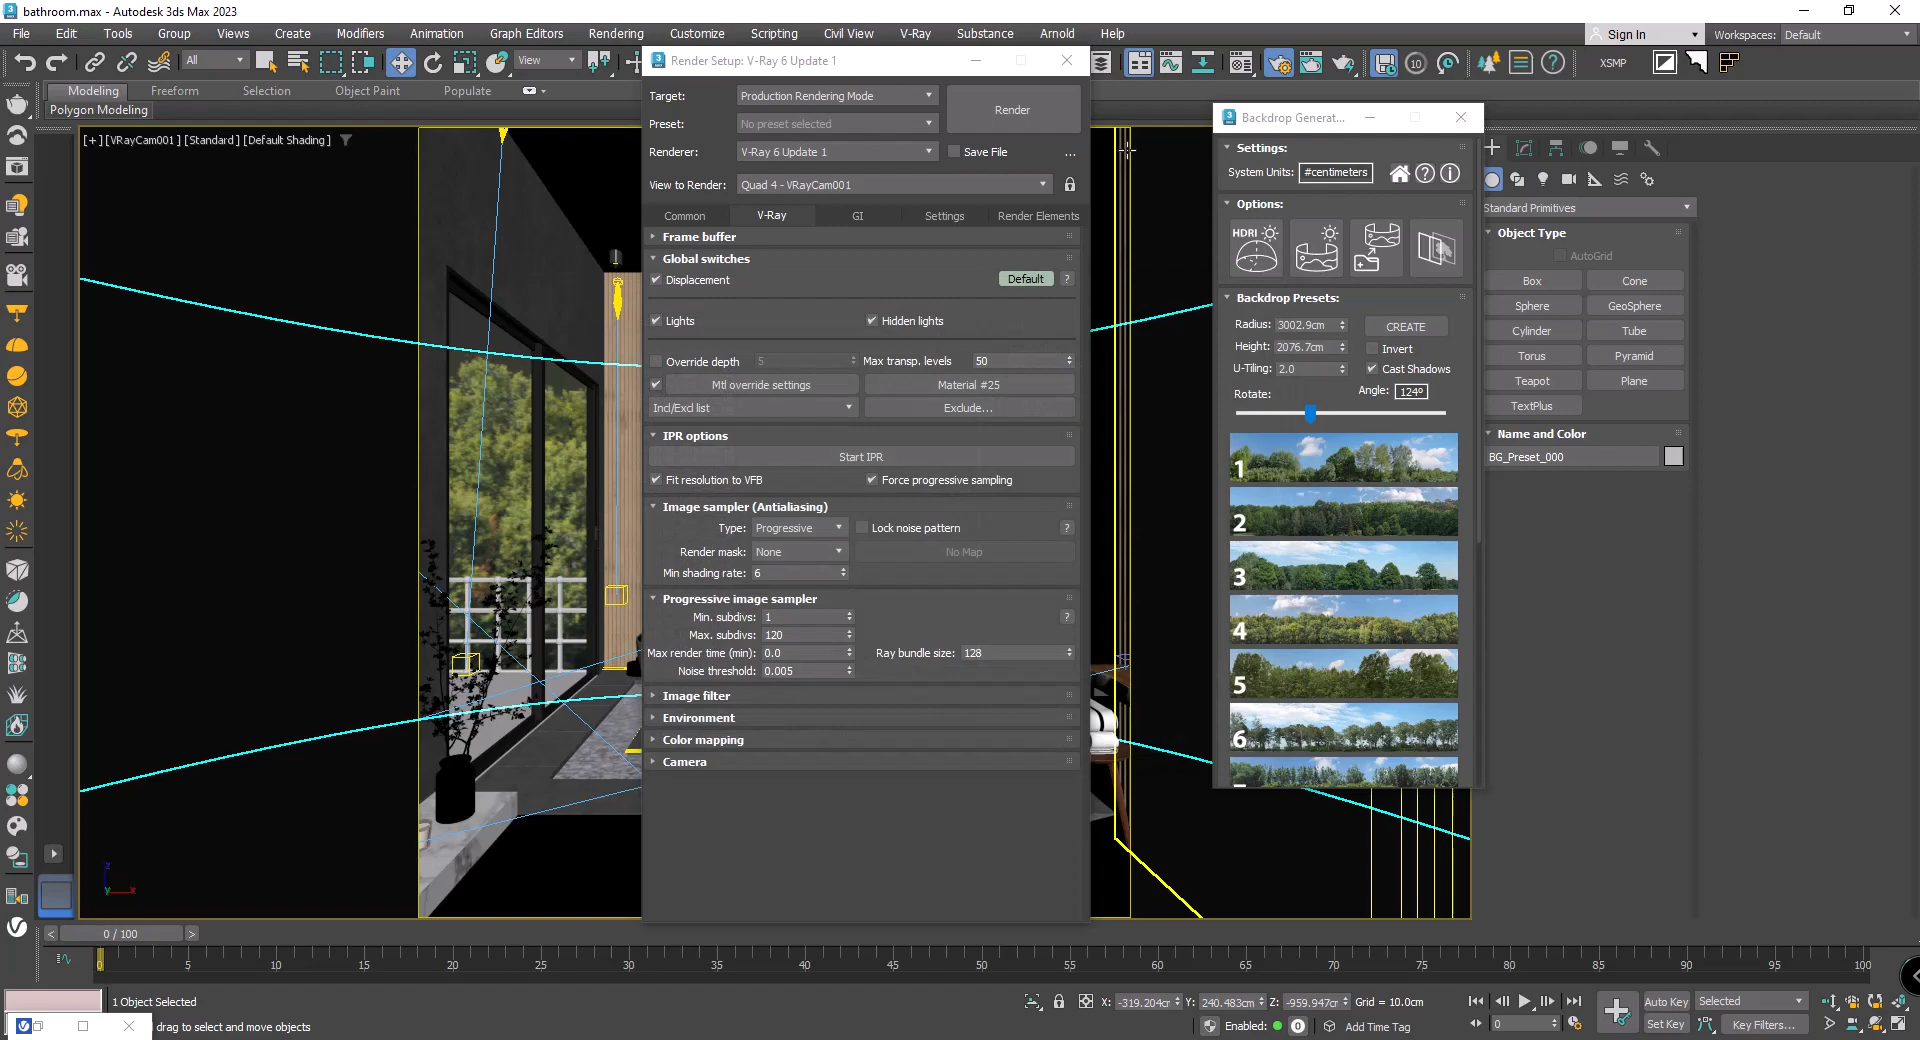 bathroom.max - Autodesk 3ds Max 2023
File Edit Tools Group Views Create Modifiers Animation Graph Editors Rendering Customize Scripting Civil View V-Ray Substance Arnold Help
Sign In Workspaces: Default
All View 10 XSMP
Modeling Freeform Selection Object Paint Populate
Polygon Modeling
[+] [VRayCam001] [Standard] [Default Shading]
Render Setup: V-Ray 6 Update 1
Target: Production Rendering Mode
Render
Preset: No preset selected
Renderer: V-Ray 6 Update 1 Save File ...
View to Render: Quad 4 - VRayCam001
Common V-Ray GI Settings Render Elements
Frame buffer
Global switches
Displacement Default ?
Lights Hidden lights
Override depth 5 Max transp. levels 50
Mtl override settings Material #25
Incl/Excl list Exclude...
IPR options
Start IPR
Fit resolution to VFB Force progressive sampling
Image sampler (Antialiasing)
Type: Progressive Lock noise pattern ?
Render mask: None No Map
Min shading rate: 6
Progressive image sampler
Min. subdivs: 1 ?
Max. subdivs: 120
Max render time (min): 0.0 Ray bundle size: 128
Noise threshold: 0.005
Image filter
Environment
Color mapping
Camera
Backdrop Generat...
Settings:
System Units: #centimeters ? i
Options:
HDRI
Backdrop Presets:
Radius: 3002.9cm CREATE
Height: 2076.7cm Invert
U-Tiling: 2.0 Cast Shadows
Rotate: Angle: 124º
1
2
3
4
5
6
Standard Primitives
Object Type
AutoGrid
Box Cone
Sphere GeoSphere
Cylinder Tube
Torus Pyramid
Teapot Plane
TextPlus
Name and Color
BG_Preset_000
z
y x
< 0 / 100 >
0 5 10 15 20 25 30 35 40 45 50 55 60 65 70 75 80 85 90 95 100
1 Object Selected
X: -319.204cm Y: 240.483cm Z: -959.947cm Grid = 10.0cm
Auto Key Selected
drag to select and move objects
Enabled: 0 Add Time Tag
0 Set Key Key Filters...